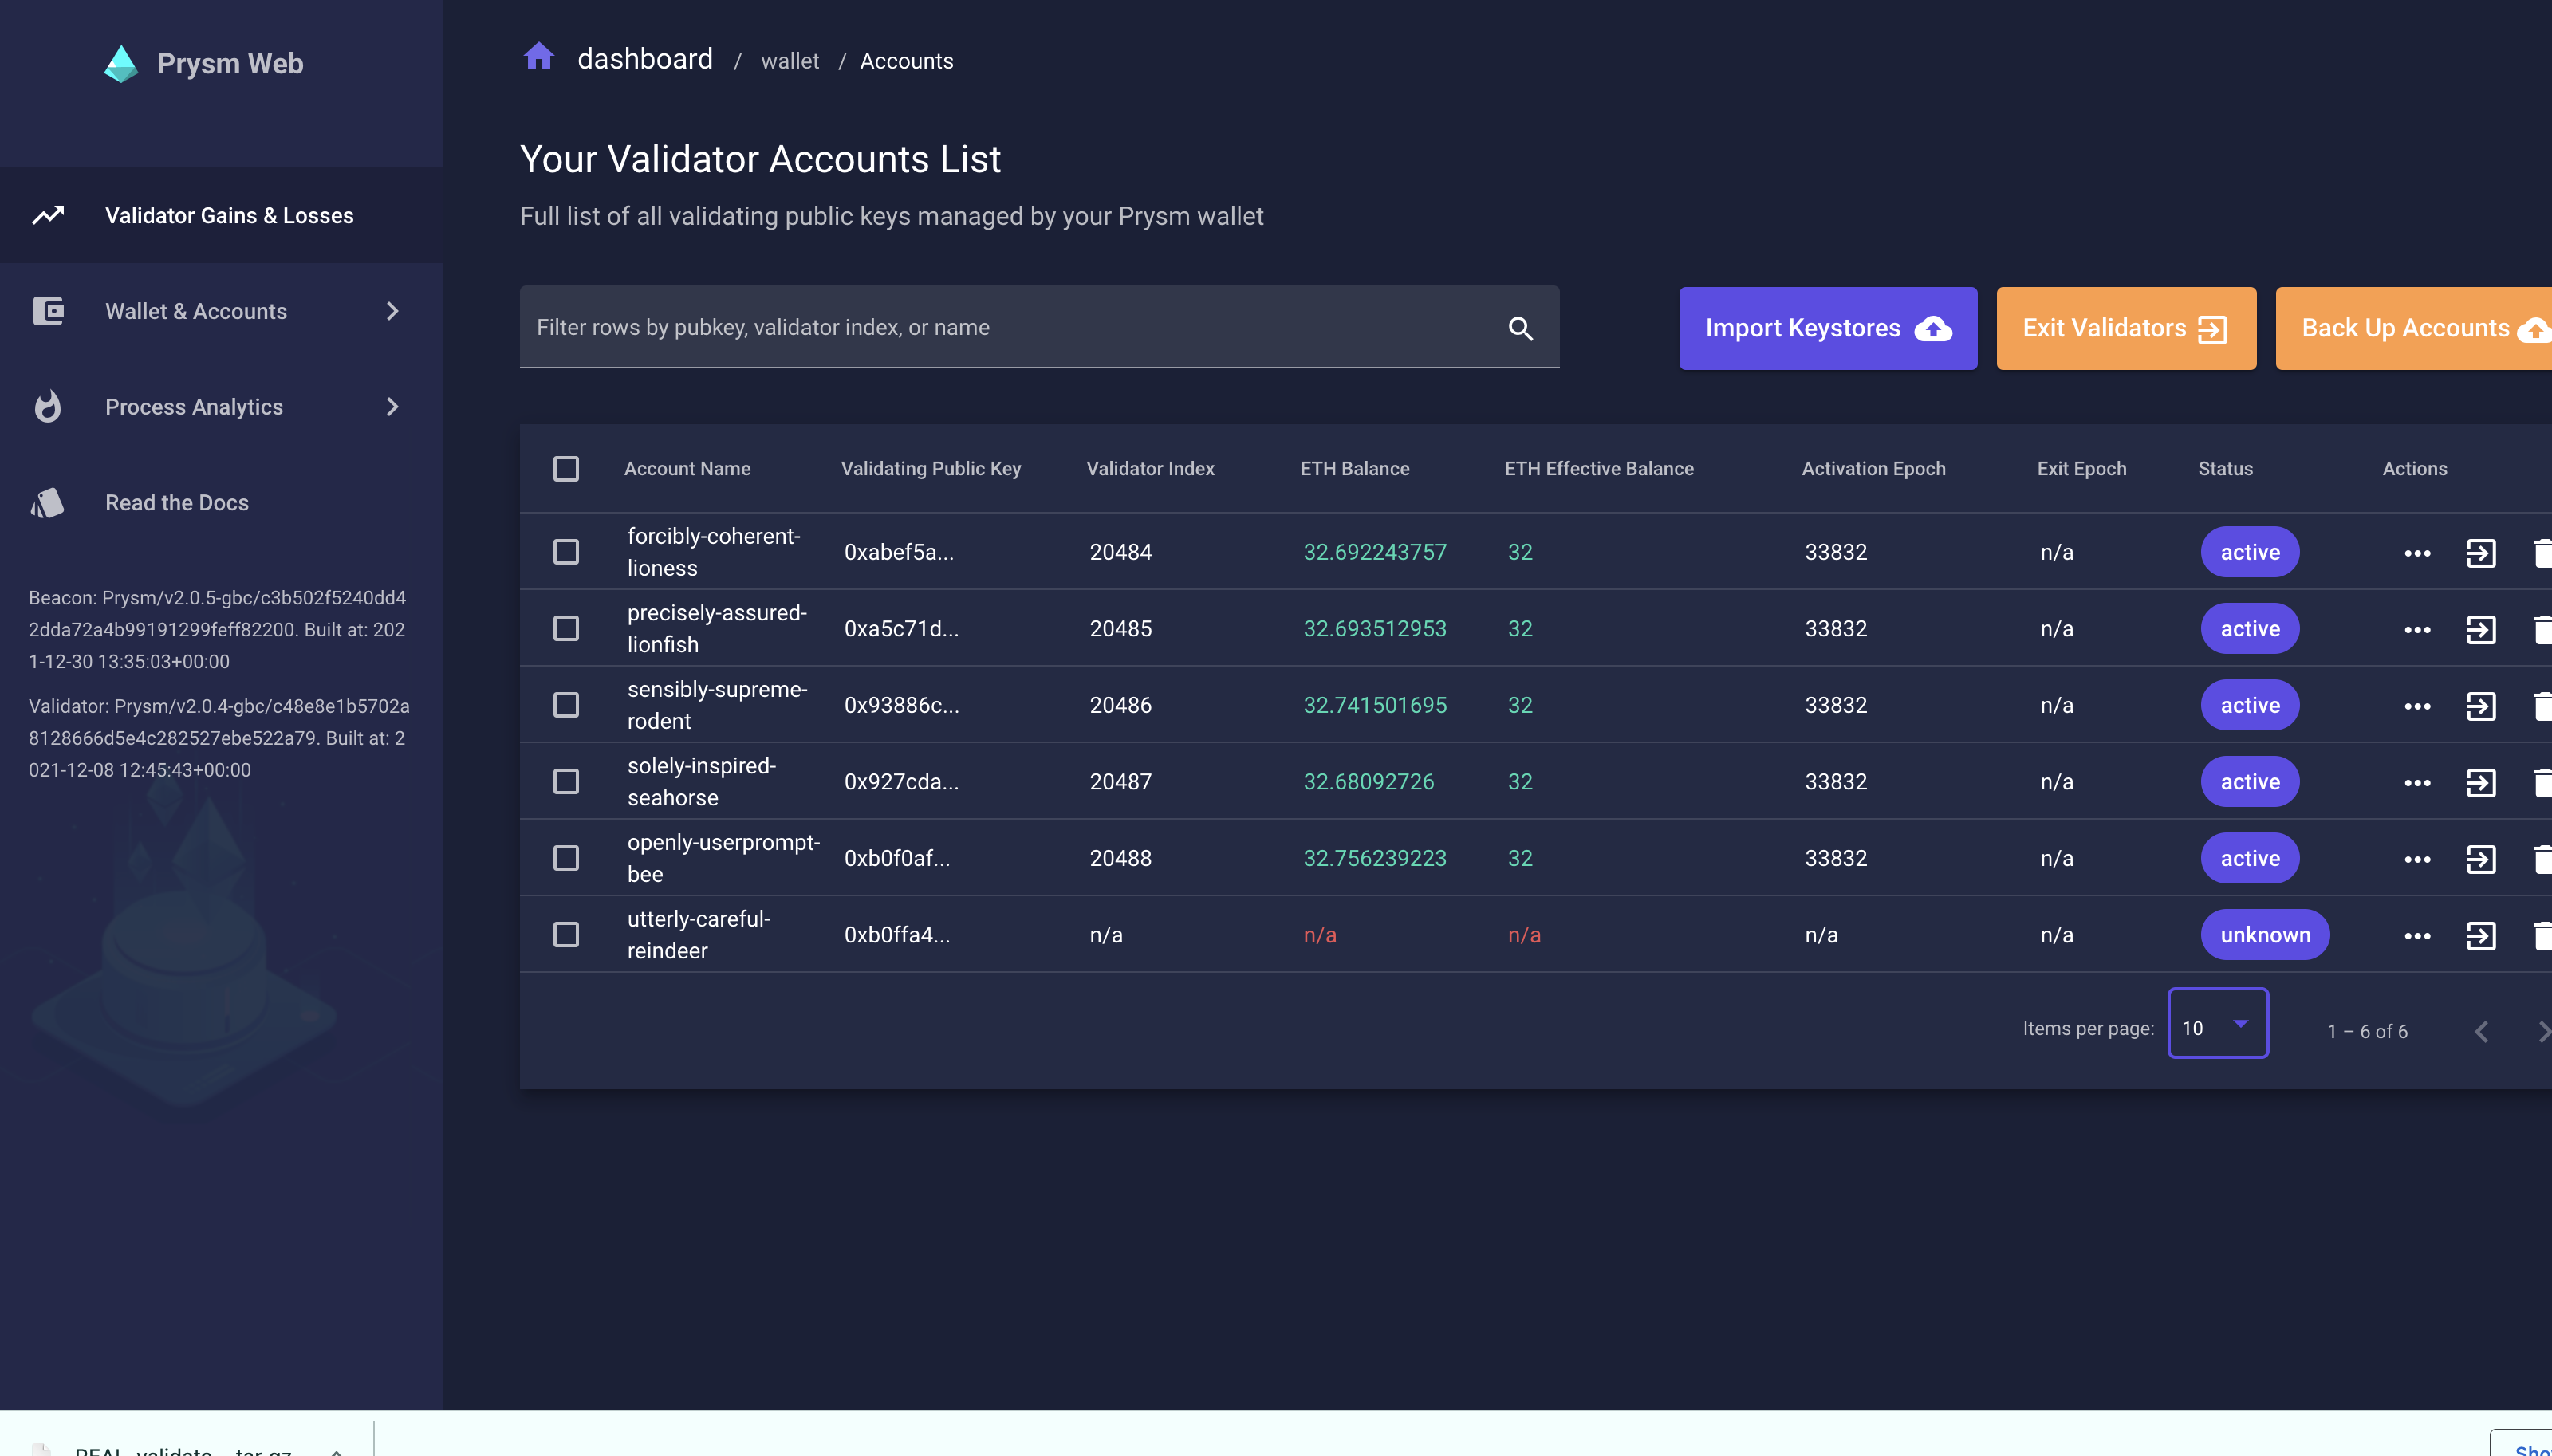 Prysm Web
Validator Gains & Losses
Wallet & Accounts
Process Analytics
Read the Docs
Beacon: Prysm/v2.0.5-gbc/c3b502f5240dd4
2dda72a4b99191299feff82200. Built at: 202
1-12-30 13:35:03+00:00
Validator: Prysm/v2.0.4-gbc/c48e8e1b5702a
8128666d5e4c282527ebe522a79. Built at: 2
021-12-08 12:45:43+00:00
dashboard / wallet / Accounts
Your Validator Accounts List
Full list of all validating public keys managed by your Prysm wallet
Filter rows by pubkey, validator index, or name
Import Keystores
Exit Validators
Back Up Accounts
Account Name Validating Public Key Validator Index ETH Balance ETH Effective Balance Activation Epoch Exit Epoch Status Actions
forcibly-coherent-
lioness
0xabef5a... 20484 32.692243757 32 33832 n/a active
precisely-assured-
lionfish
0xa5c71d... 20485 32.693512953 32 33832 n/a active
sensibly-supreme-
rodent
0x93886c... 20486 32.741501695 32 33832 n/a active
solely-inspired-
seahorse
0x927cda... 20487 32.68092726 32 33832 n/a active
openly-userprompt-
bee
0xb0f0af... 20488 32.756239223 32 33832 n/a active
utterly-careful-
reindeer
0xb0ffa4... n/a n/a n/a n/a n/a unknown
Items per page: 10 1 – 6 of 6